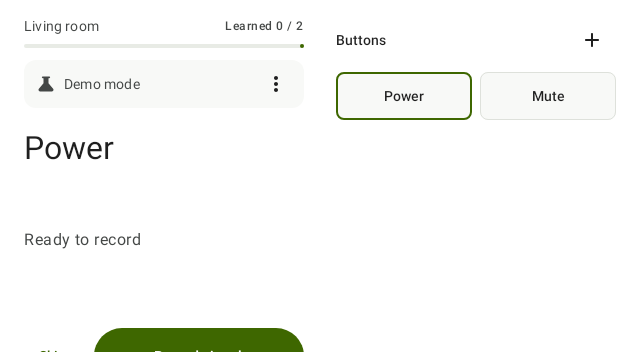 Living room
Learned 0 / 2
Demo mode
Power
Ready to record
Buttons
Power
Mute